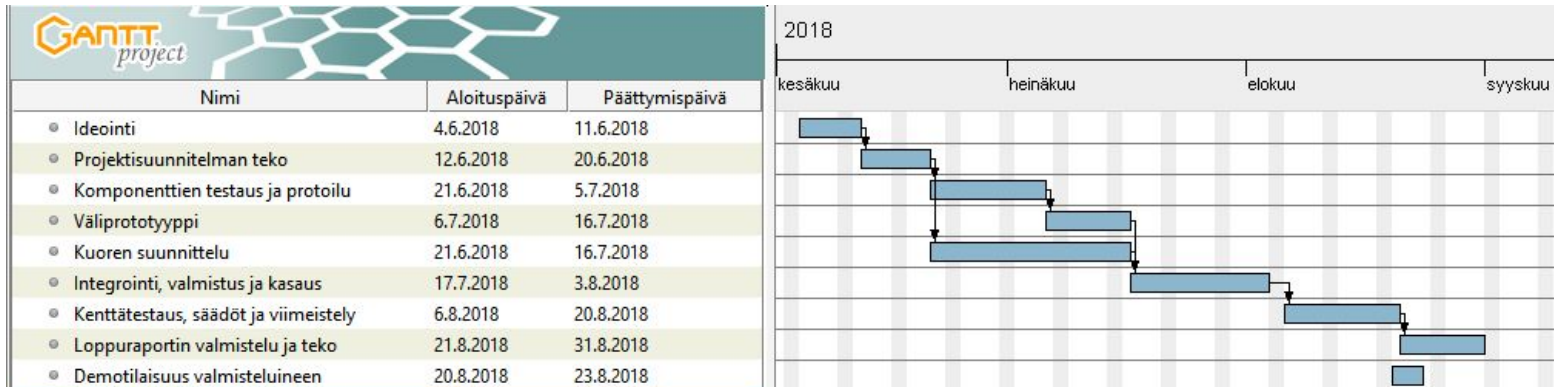 GANTT
project
2018
kesäkuu heinäkuu elokuu syyskuu
Nimi Aloituspäivä Päättymispäivä
Ideointi 4.6.2018 11.6.2018
Projektisuunnitelman teko 12.6.2018 20.6.2018
Komponenttien testaus ja protoilu 21.6.2018 5.7.2018
Väliprototyyppi 6.7.2018 16.7.2018
Kuoren suunnittelu 21.6.2018 16.7.2018
Integrointi, valmistus ja kasaus 17.7.2018 3.8.2018
Kenttätestaus, säädöt ja viimeistely 6.8.2018 20.8.2018
Loppuraportin valmistelu ja teko 21.8.2018 31.8.2018
Demotilaisuus valmisteluineen 20.8.2018 23.8.2018